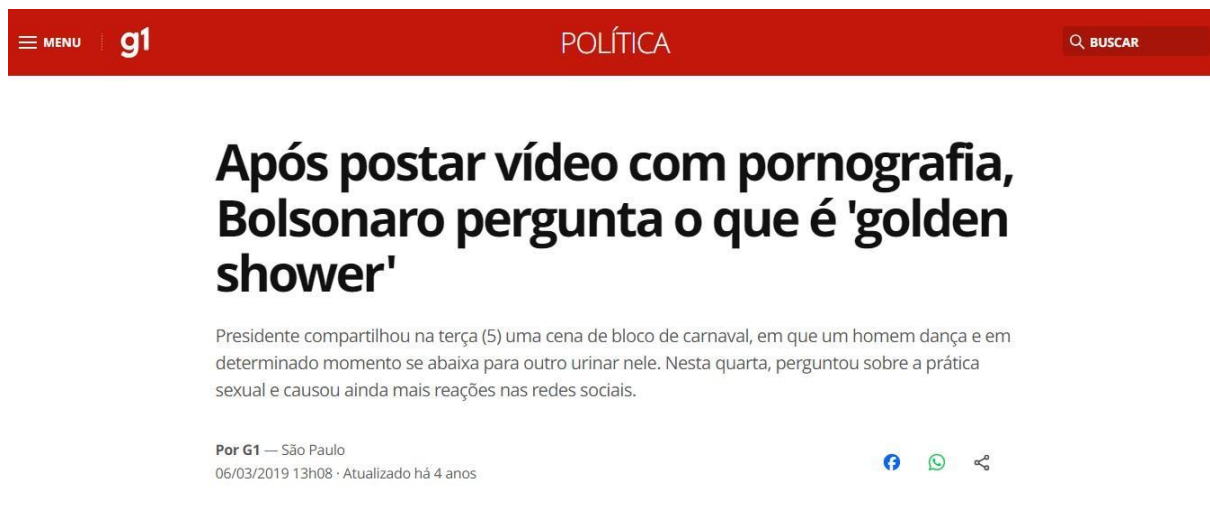 MENU
g1
POLÍTICA
BUSCAR
Após postar vídeo com pornografia,
Bolsonaro pergunta o que é 'golden
shower'
Presidente compartilhou na terça (5) uma cena de bloco de carnaval, em que um homem dança e em
determinado momento se abaixa para outro urinar nele. Nesta quarta, perguntou sobre a prática
sexual e causou ainda mais reações nas redes sociais.
Por G1 — São Paulo
06/03/2019 13h08 · Atualizado há 4 anos